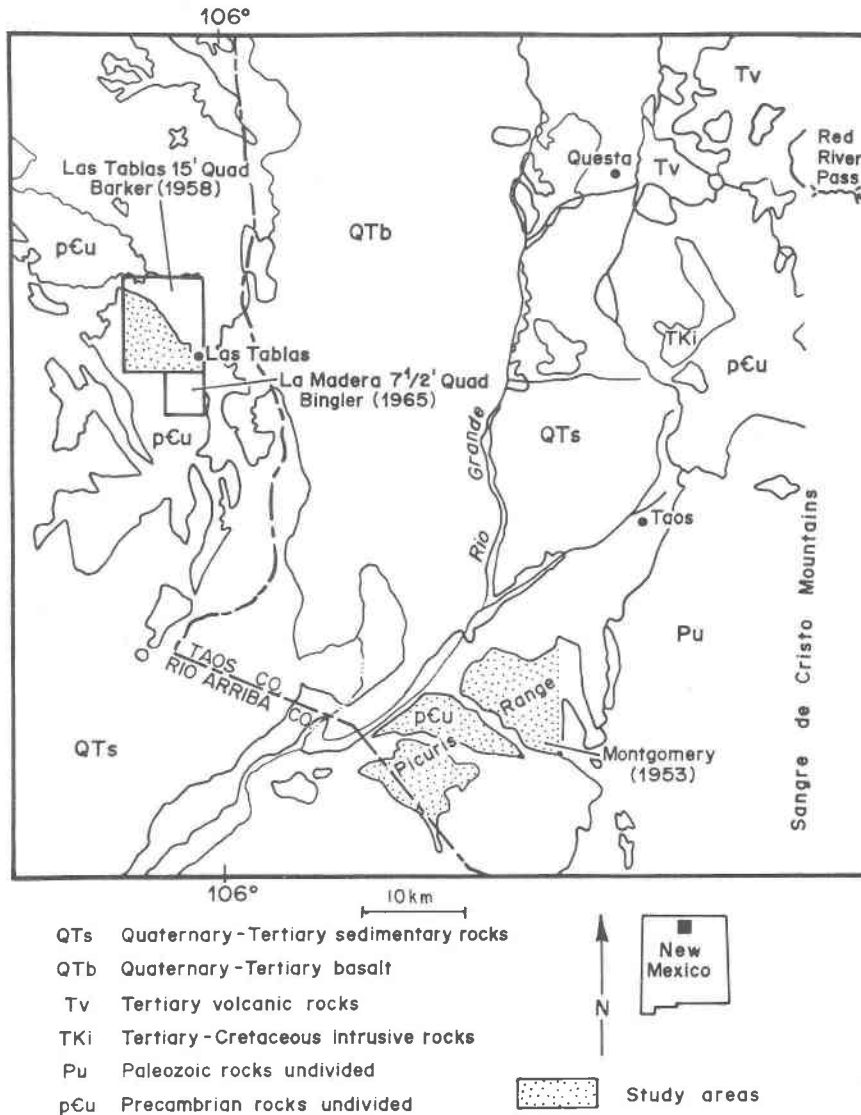 106°
Tv
Red
River
Pass
Questa
Tv
Las Tablas 15' Quad
Barker (1958)
p€u
QTb
TKi
p€u
Las Tablas
La Madera 7 1/2' Quad
Bingler (1965)
p€u
QTs
Rio Grande
Taos
Sangre de Cristo Mountains
Pu
TAOS CO.
RIO ARRIBA CO.
QTs
p€u
Picuris Range
Montgomery
(1953)
106°
10km
QTs Quaternary-Tertiary sedimentary rocks
QTb Quaternary-Tertiary basalt
Tv Tertiary volcanic rocks
TKi Tertiary-Cretaceous intrusive rocks
Pu Paleozoic rocks undivided
p€u Precambrian rocks undivided
N
New
Mexico
Study areas